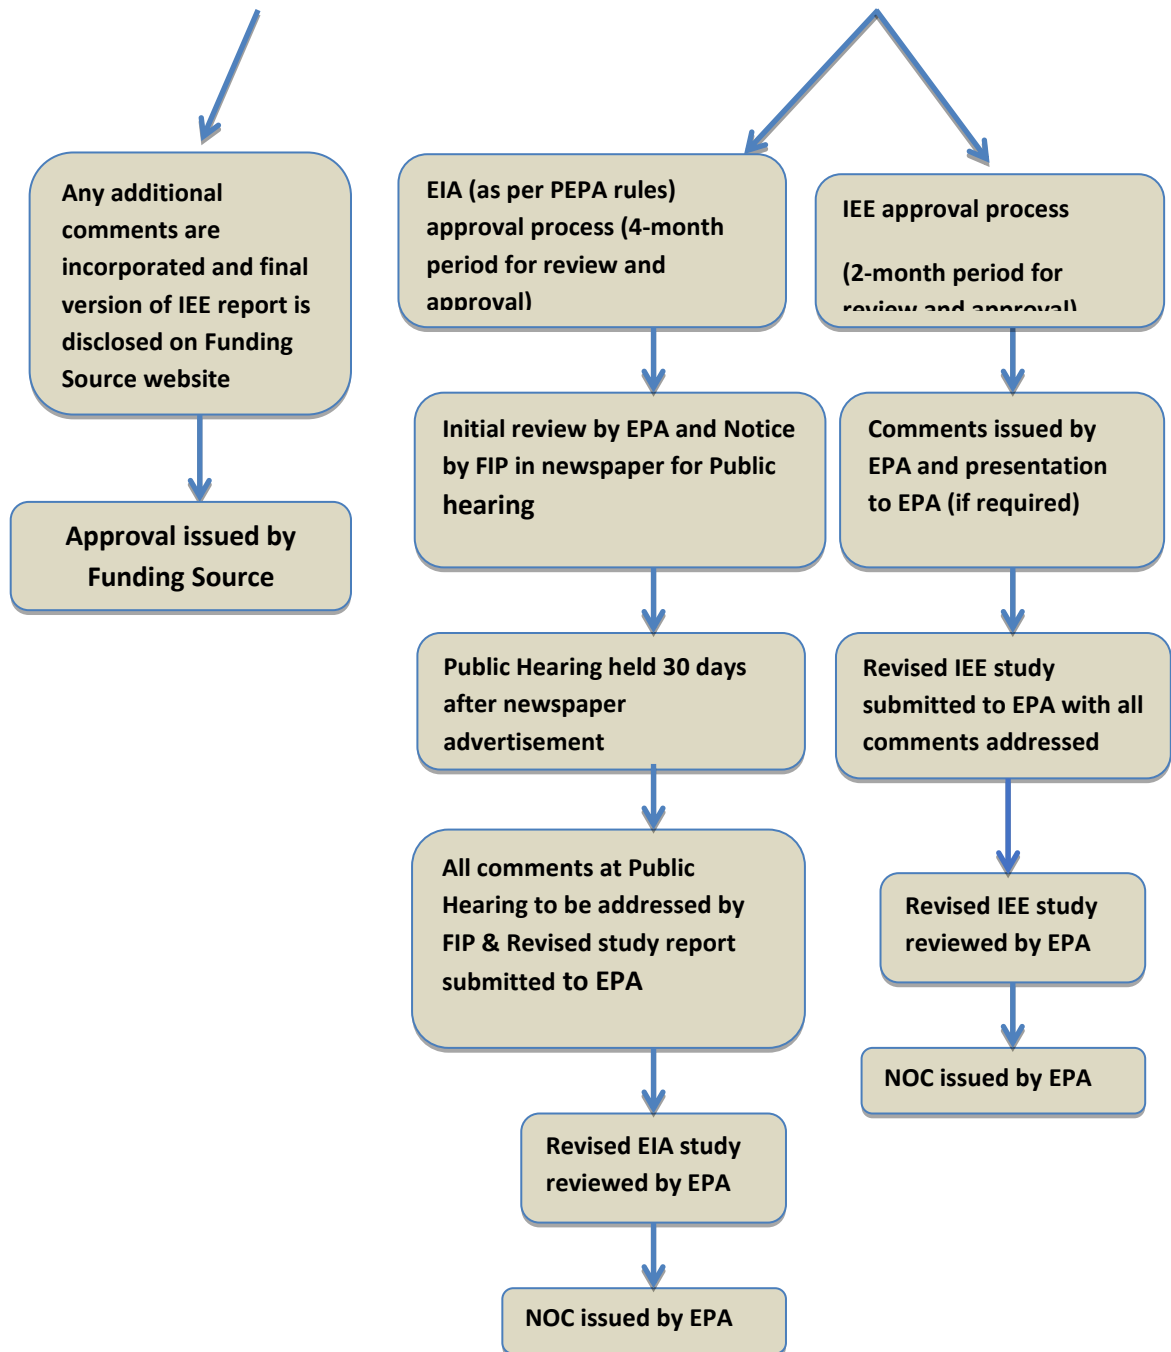 Any additional
comments are
incorporated and final
version of IEE report is
disclosed on Funding
Source website
Approval issued by
Funding Source
EIA (as per PEPA rules)
approval process (4-month
period for review and
approval)
Initial review by EPA and Notice
by FIP in newspaper for Public
hearing
Public Hearing held 30 days
after newspaper
advertisement
All comments at Public
Hearing to be addressed by
FIP & Revised study report
submitted to EPA
Revised EIA study
reviewed by EPA
NOC issued by EPA
IEE approval process
(2-month period for
review and approval)
Comments issued by
EPA and presentation
to EPA (if required)
Revised IEE study
submitted to EPA with all
comments addressed
Revised IEE study
reviewed by EPA
NOC issued by EPA